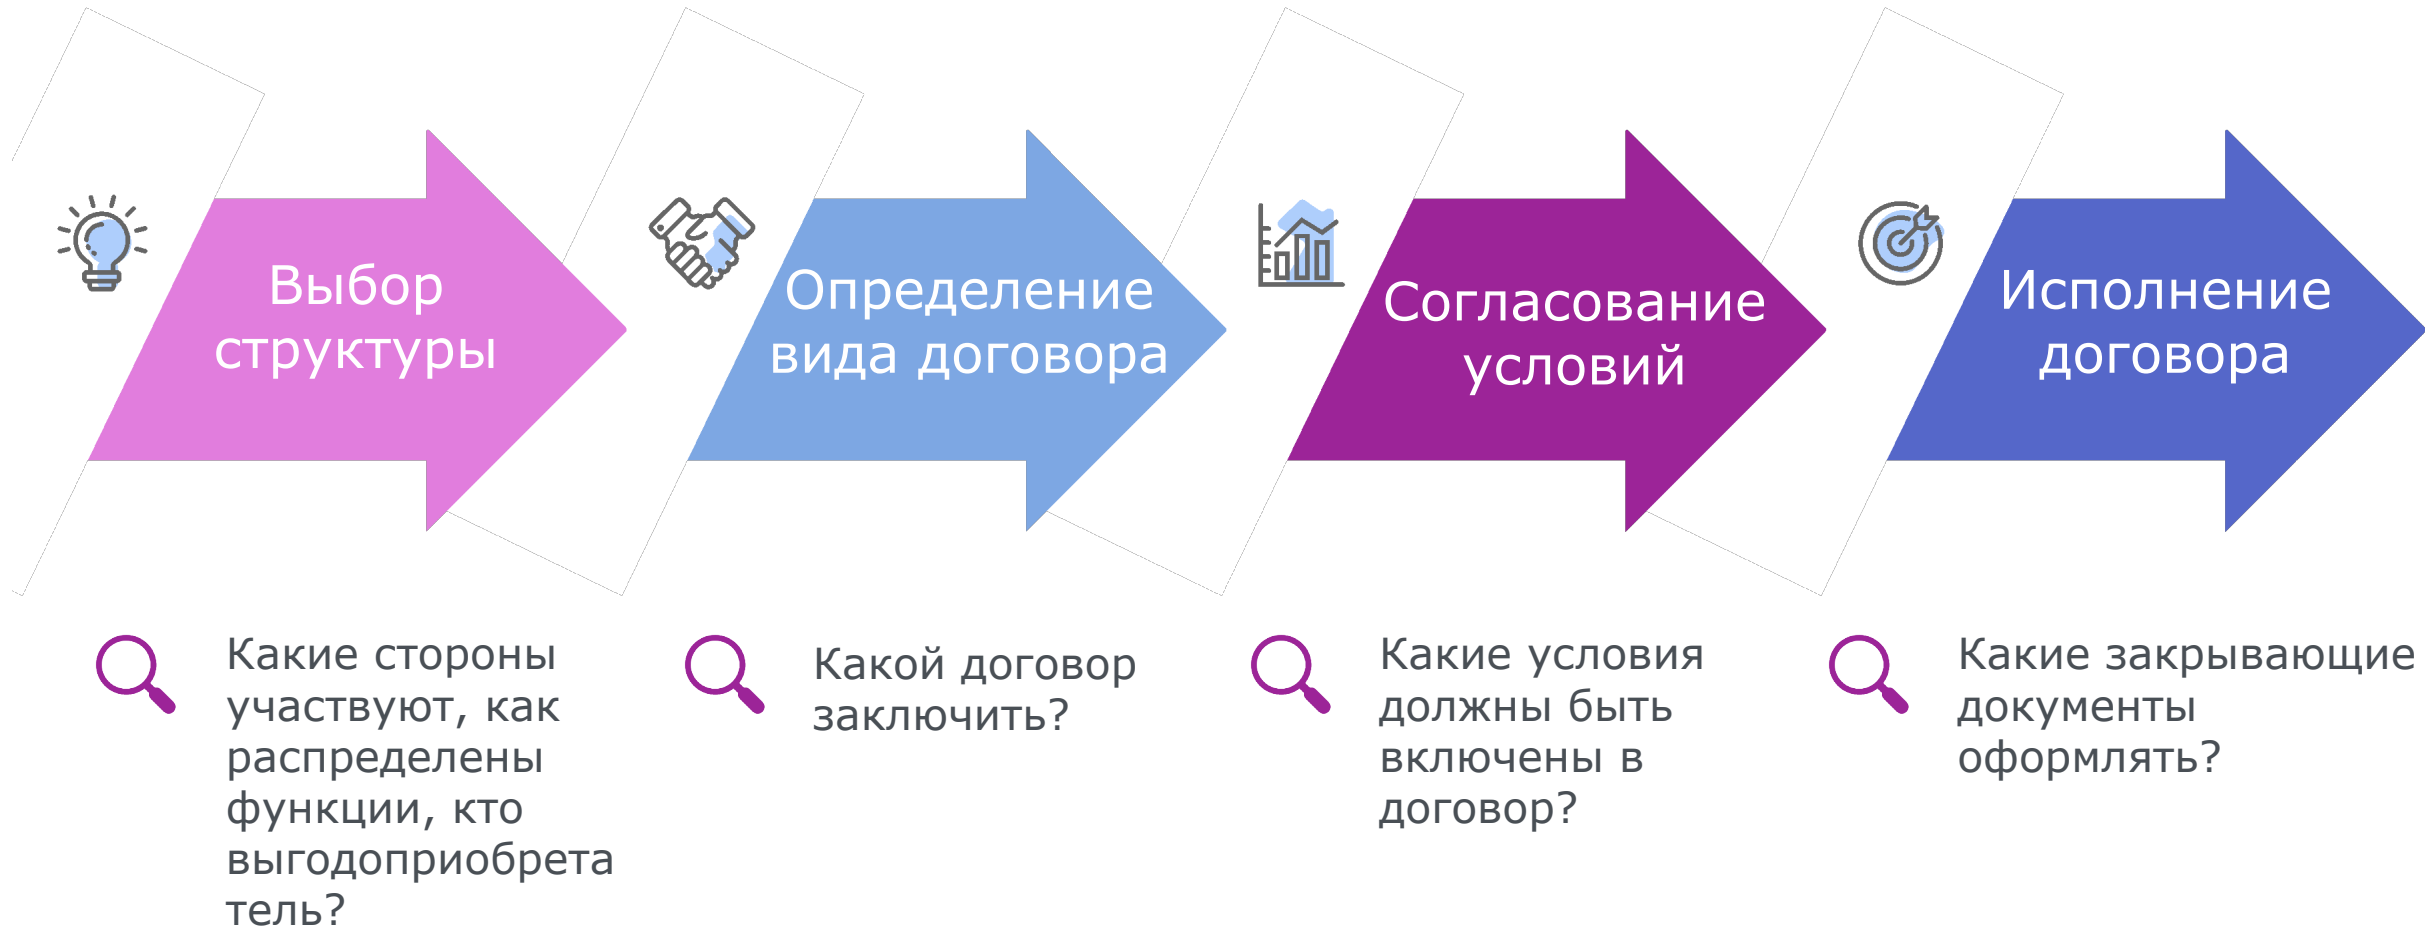 Выбор
структуры
Определение
вида договора
Согласование
условий
Исполнение
договора
Какие стороны
участвуют, как
распределены
функции, кто
выгодоприобрета
тель?
Какой договор
заключить?
Какие условия
должны быть
включены в
договор?
Какие закрывающие
документы
оформлять?